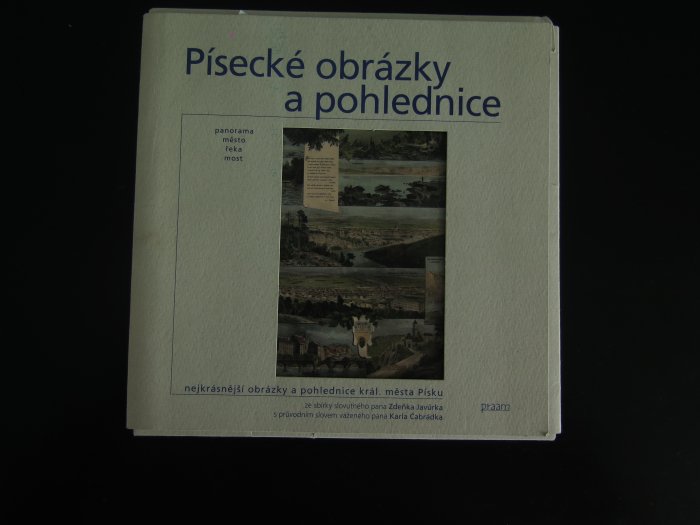 Písecké obrázky
a pohlednice
panorama
město
řeka
most
nejkrásnější obrázky a pohlednice král. města Písku
ze sbírky slovutného pana Zdeňka Javůrka
s průvodním slovem váženého pana Karla Cabrádka
praam